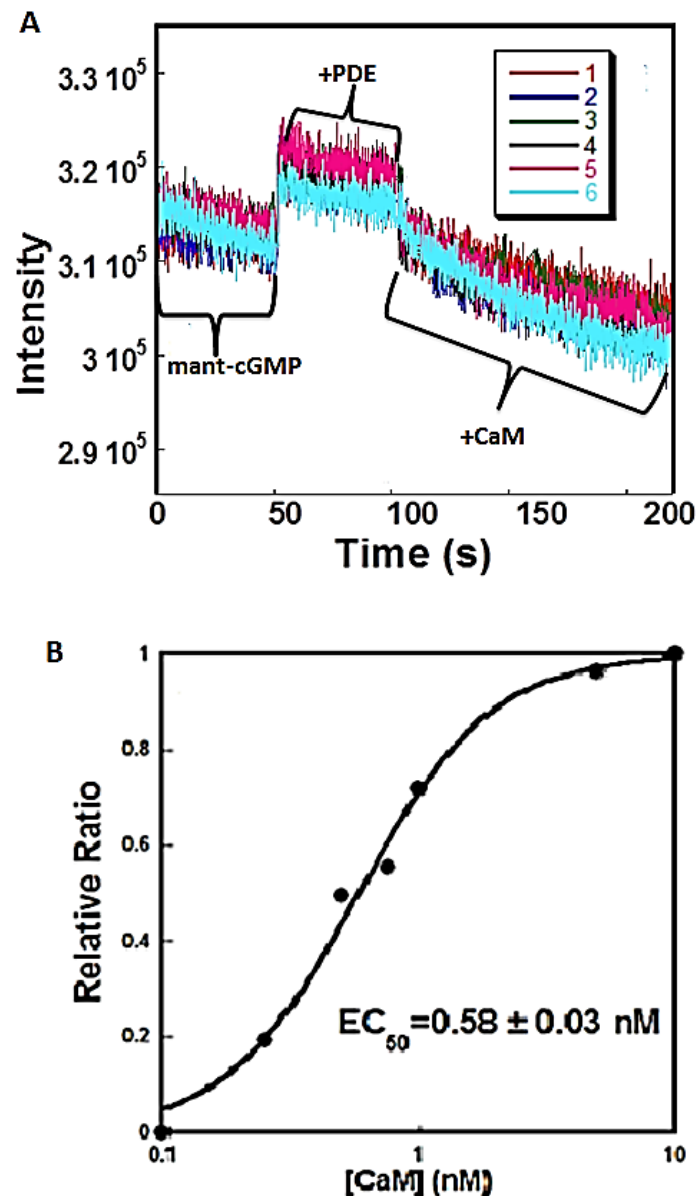 A
+PDE
3.3 10⁵
3.2 10⁵
3.1 10⁵
3 10⁵
2.9 10⁵
Intensity
1
2
3
4
5
6
mant-cGMP
+CaM
0 50 100 150 200
Time (s)
B
1
0.8
0.6
0.4
0.2
0
Relative Ratio
EC₅₀=0.58 ± 0.03 nM
0.1 1 10
[CaM] (nM)